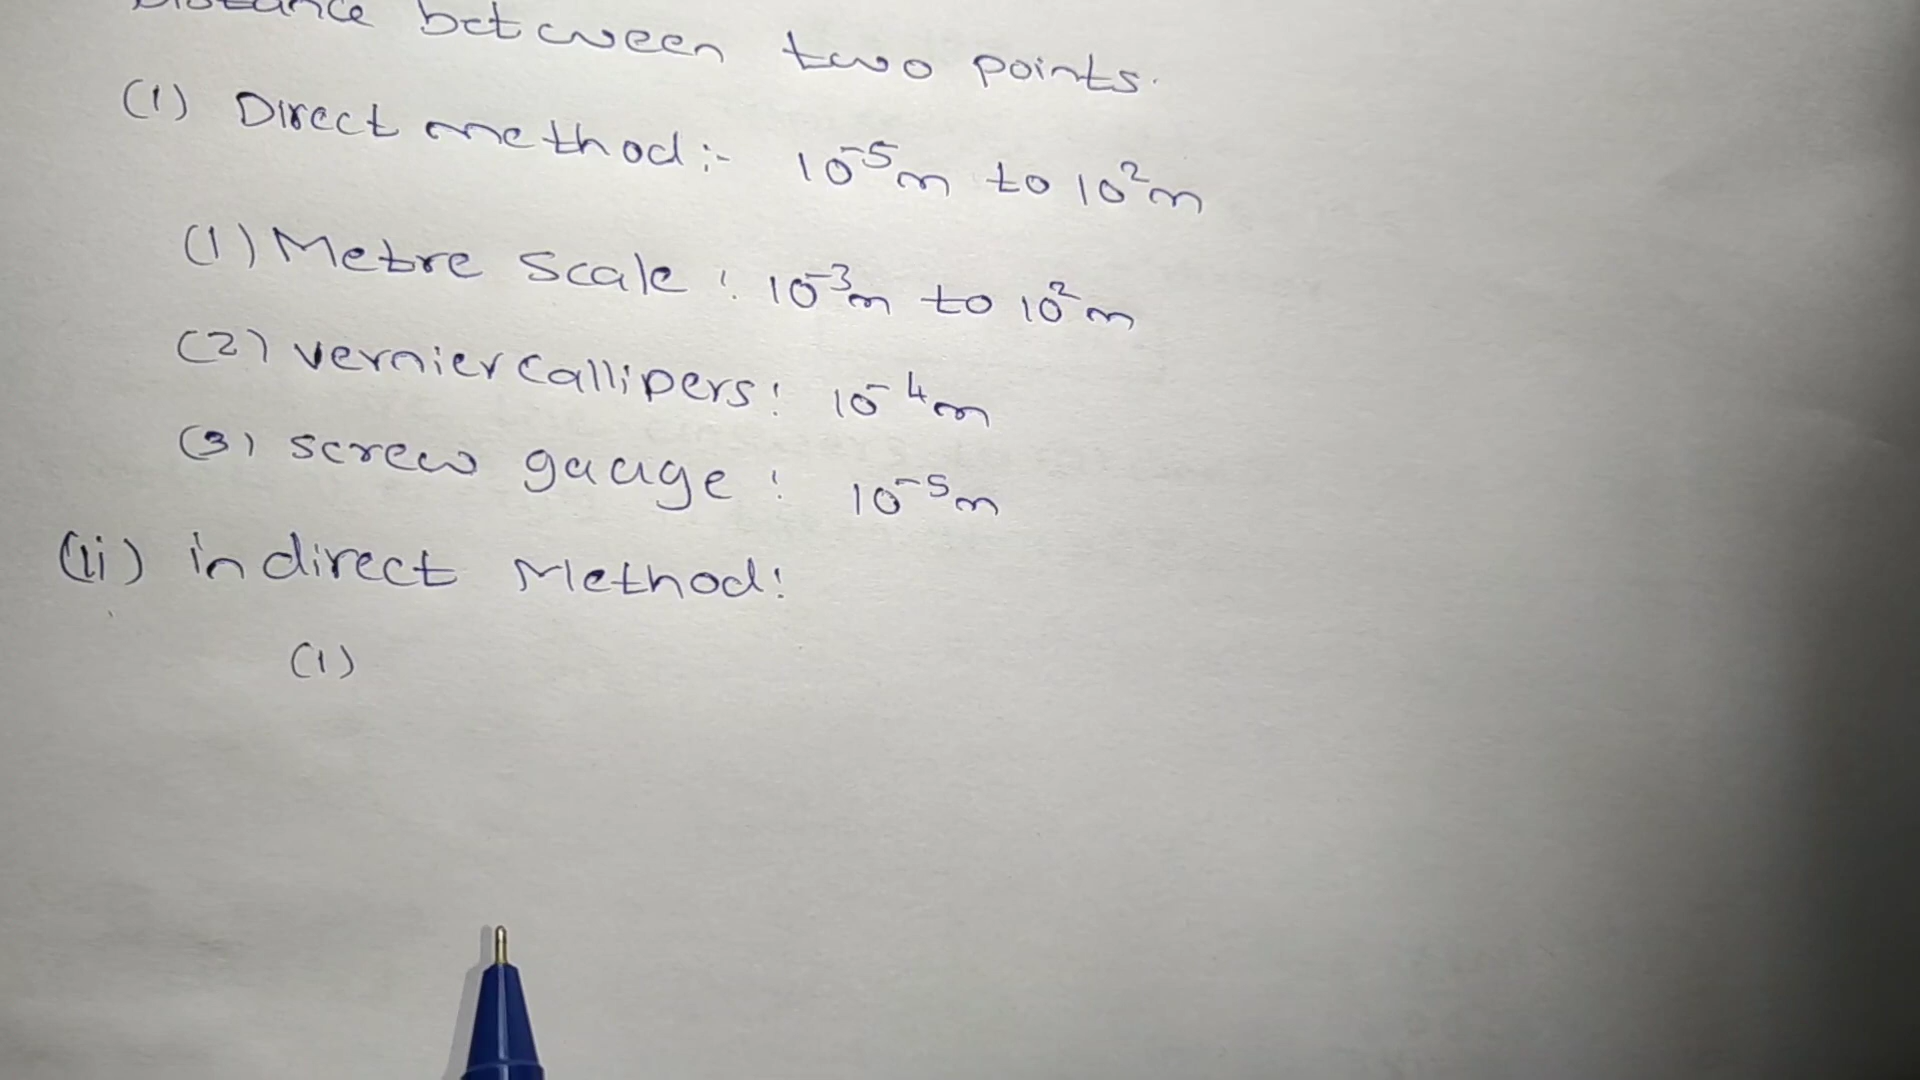 Distance between two points.
(1) Direct method:- 10⁻⁵m to 10²m
(1) Metre Scale : 10⁻³m to 10²m
(2) vernier Callipers : 10⁻⁴m
(3) screw gauge : 10⁻⁵m
(ii) indirect Method :
(1)